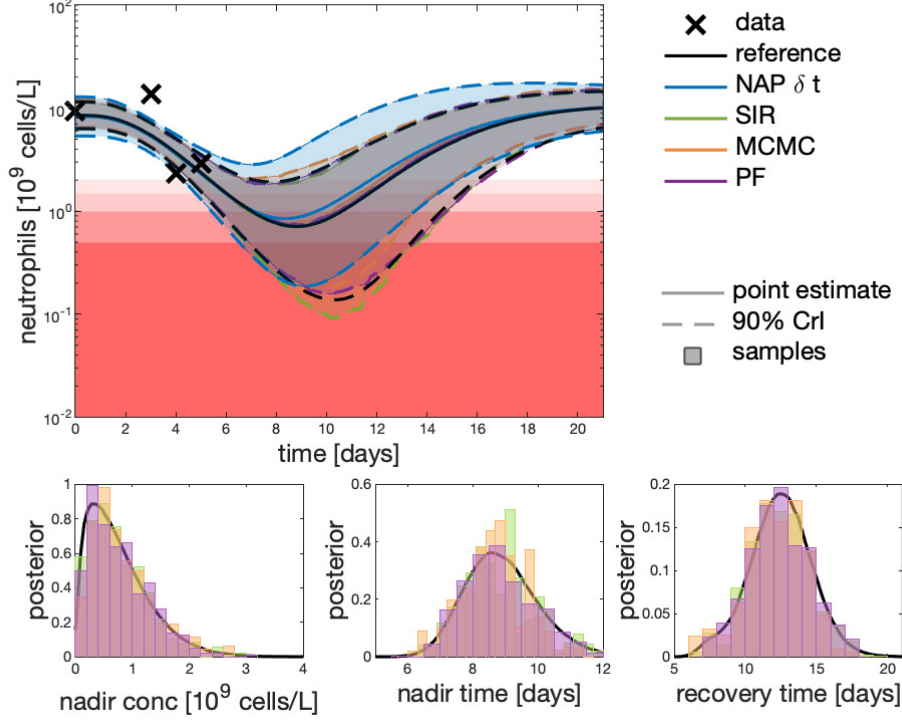 10²
10¹
10⁰
10⁻¹
10⁻²
neutrophils [10⁹ cells/L]
0 2 4 6 8 10 12 14 16 18 20
time [days]
data
reference
NAP δ t
SIR
MCMC
PF
point estimate
90% CrI
samples
1
0.8
0.6
0.4
0.2
0
posterior
0 1 2 3 4
nadir conc [10⁹ cells/L]
0.6
0.4
0.2
0
posterior
6 8 10 12
nadir time [days]
0.2
0.15
0.1
0.05
0
posterior
5 10 15 20
recovery time [days]